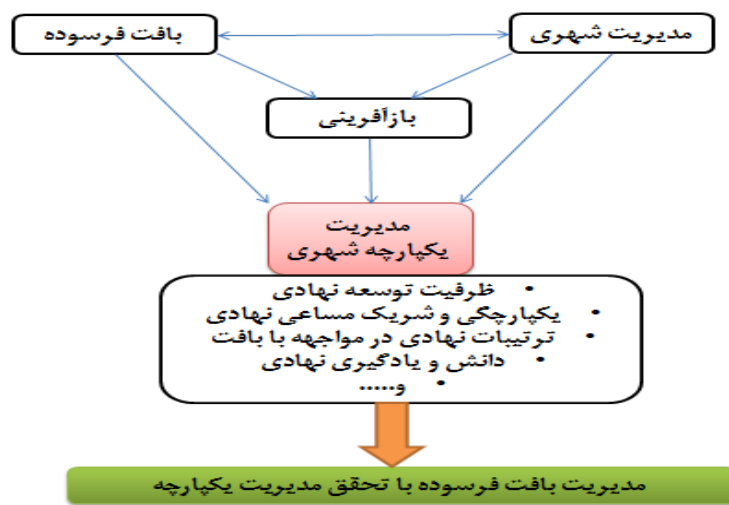 مدیریت شهری
بافت فرسوده
بازآفرینی
مدیریت
یکپارچه شهری
• ظرفیت توسعه نهادی
• یکپارچگی و شریک مساعی نهادی
• ترتیبات نهادی در مواجهه با بافت
• دانش و یادگیری نهادی
• و.....
مدیریت بافت فرسوده با تحقق مدیریت یکپارچه